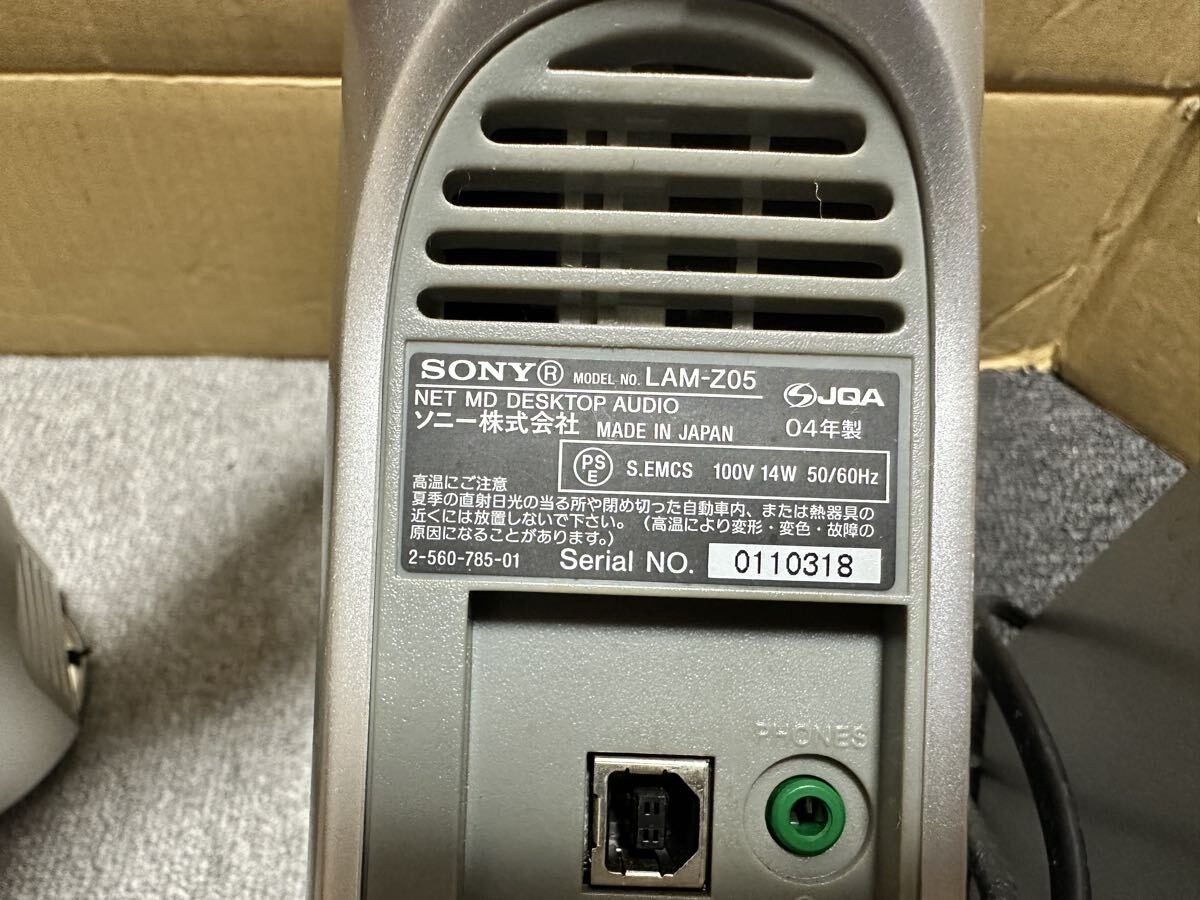 SONY® MODEL NO. LAM-Z05
JQA
NET MD DESKTOP AUDIO
ソニー株式会社 MADE IN JAPAN 04年製
PSE S.EMCS 100V 14W 50/60Hz
高温にご注意
夏季の直射日光の当る所や閉め切った自動車内、または熱器具の
近くには放置しないで下さい。(高温により変形・変色・故障の
原因になることがあります。)
2-560-785-01 Serial NO. 0110318
PHONES